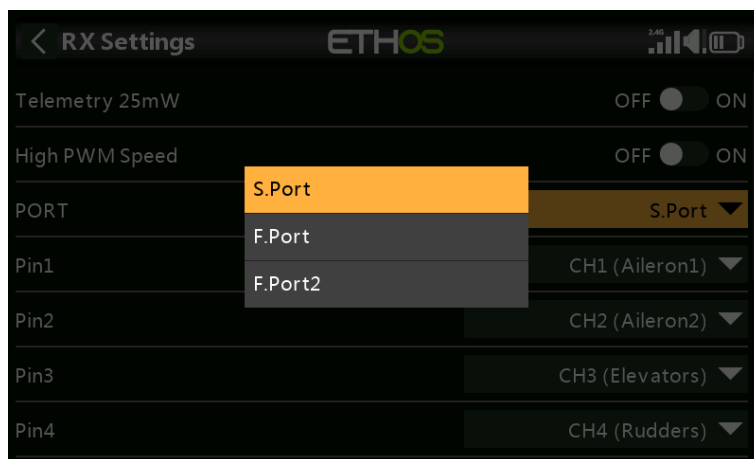 RX Settings ETHOS 2.4G
Telemetry 25mW OFF ON
High PWM Speed OFF ON
S.Port
PORT S.Port
F.Port
Pin1 CH1 (Aileron1)
F.Port2
Pin2 CH2 (Aileron2)
Pin3 CH3 (Elevators)
Pin4 CH4 (Rudders)